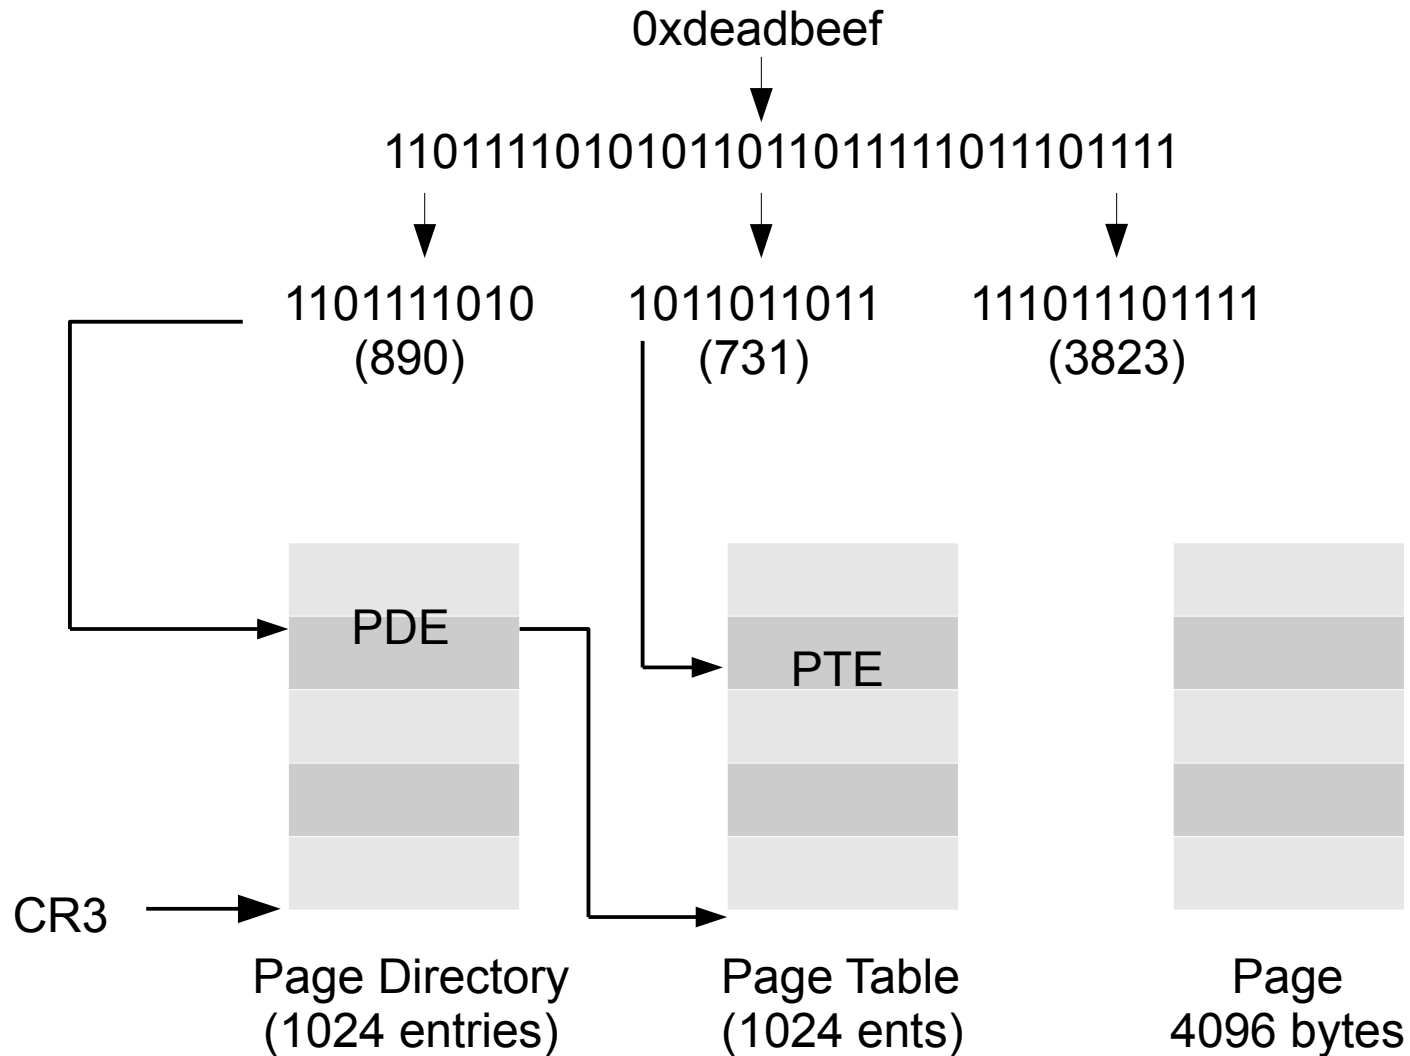 0xdeadbeef
11011110101011011011111011101111
1101111010 1011011011 111011101111
(890) (731) (3823)
PDE
PTE
CR3
Page Directory Page Table Page
(1024 entries) (1024 ents) 4096 bytes